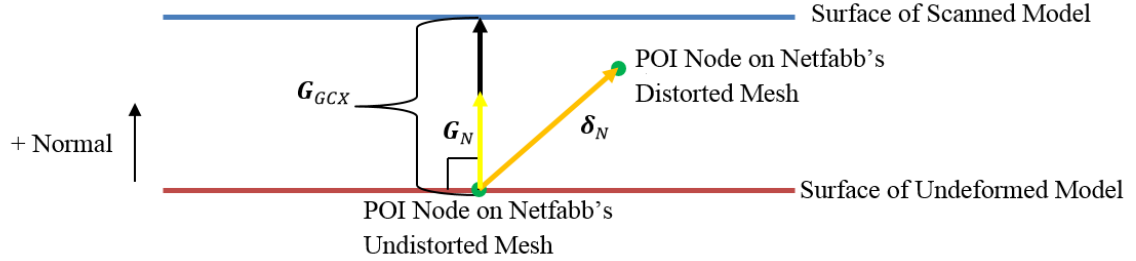 Surface of Scanned Model
POI Node on Netfabb's
Distorted Mesh
G_GCX
G_N
δ_N
+ Normal
Surface of Undeformed Model
POI Node on Netfabb's
Undistorted Mesh